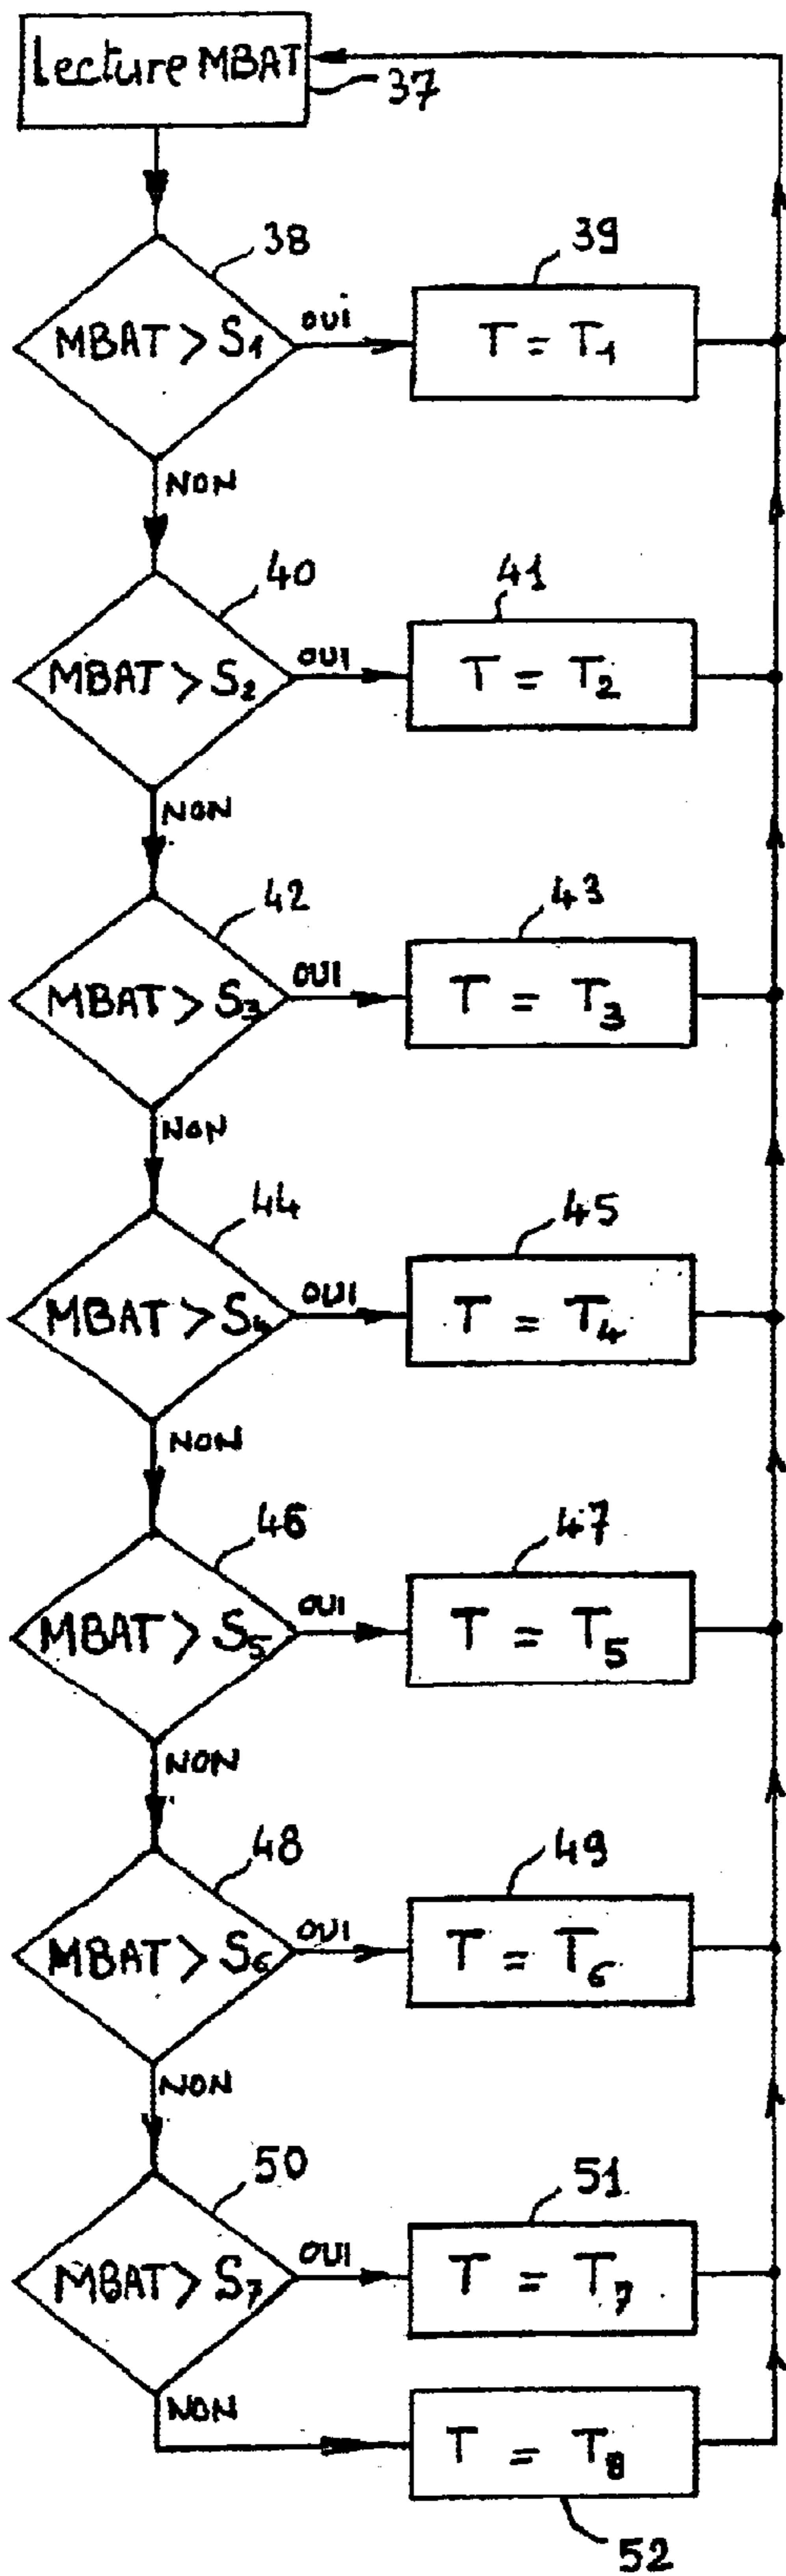 lecture MBAT
37
38
39
MBAT > S₁
OUI
T = T₁
NON
40
41
MBAT > S₂
OUI
T = T₂
NON
42
43
MBAT > S₃
OUI
T = T₃
NON
44
45
MBAT > S₄
OUI
T = T₄
NON
46
47
MBAT > S₅
OUI
T = T₅
NON
48
49
MBAT > S₆
OUI
T = T₆
NON
50
51
MBAT > S₇
OUI
T = T₇
NON
T = T₈
52